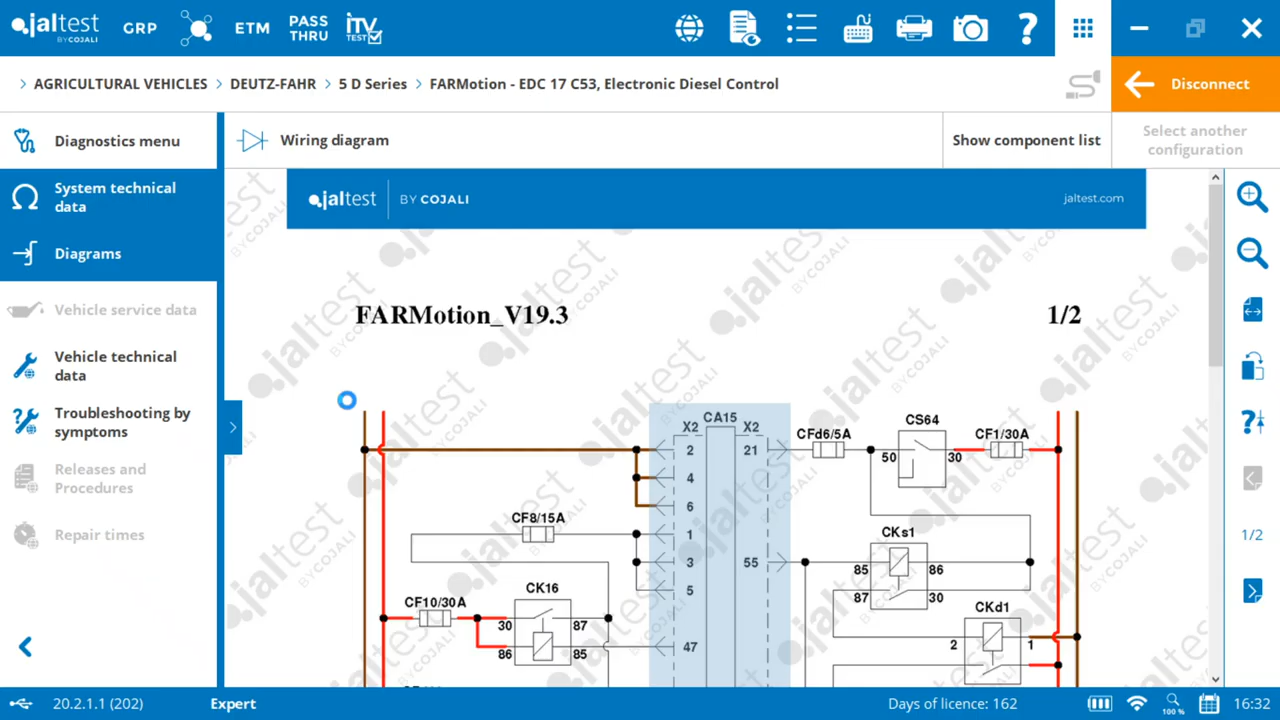 jaltest
BY COJALI
GRP
ETM
PASS
THRU
iTV
TEST
?
AGRICULTURAL VEHICLES
DEUTZ-FAHR
5 D Series
FARMotion - EDC 17 C53, Electronic Diesel Control
Disconnect
Diagnostics menu
Wiring diagram
Show component list
Select another
configuration
System technical
data
Diagrams
Vehicle service data
Vehicle technical
data
Troubleshooting by
symptoms
Releases and
Procedures
Repair times
jaltest
BY COJALI
jaltest.com
FARMotion_V19.3
1/2
X2
CA15
X2
2
4
6
1
3
5
47
21
55
CFd6/5A
CS64
50
30
CF1/30A
CF8/15A
CKs1
85
86
87
30
CK16
CF10/30A
30
87
86
85
CKd1
2
1
1/2
20.2.1.1 (202)
Expert
Days of licence: 162
100 %
16:32